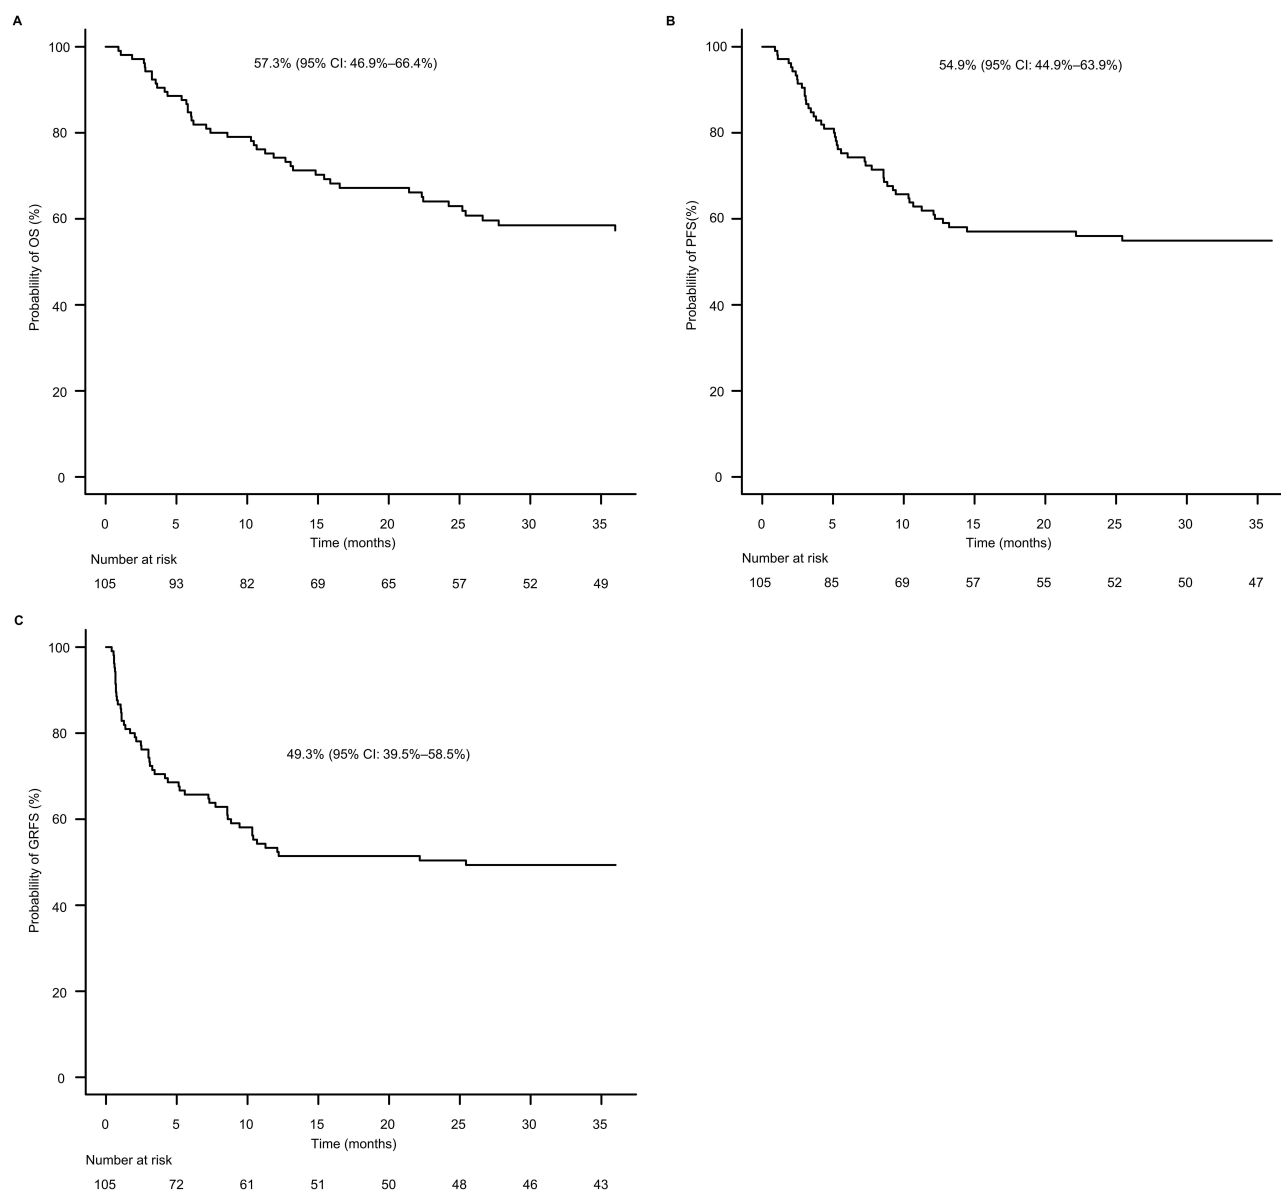 A
Probablility of OS (%)
100
80
60
40
20
0
57.3% (95% CI: 46.9%–66.4%)
0 5 10 15 20 25 30 35
Time (months)
Number at risk
105 93 82 69 65 57 52 49
B
Probablility of PFS(%)
100
80
60
40
20
0
54.9% (95% CI: 44.9%–63.9%)
0 5 10 15 20 25 30 35
Time (months)
Number at risk
105 85 69 57 55 52 50 47
C
Probablility of GRFS (%)
100
80
60
40
20
0
49.3% (95% CI: 39.5%–58.5%)
0 5 10 15 20 25 30 35
Time (months)
Number at risk
105 72 61 51 50 48 46 43